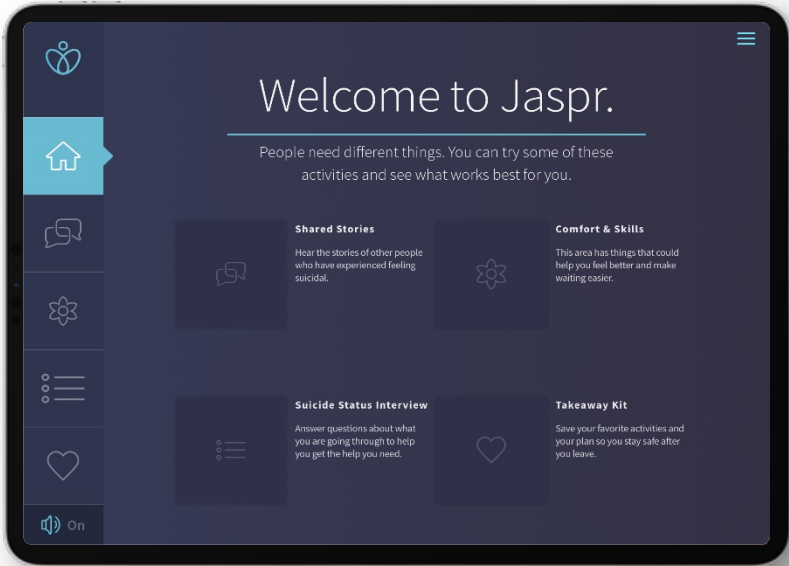 Welcome to Jaspr.
People need different things. You can try some of these
activities and see what works best for you.
Shared Stories
Hear the stories of other people
who have experienced feeling
suicidal.
Comfort & Skills
This area has things that could
help you feel better and make
waiting easier.
Suicide Status Interview
Answer questions about what
you are going through to help
you get the help you need.
Takeaway Kit
Save your favorite activities and
your plan so you stay safe after
you leave.
On